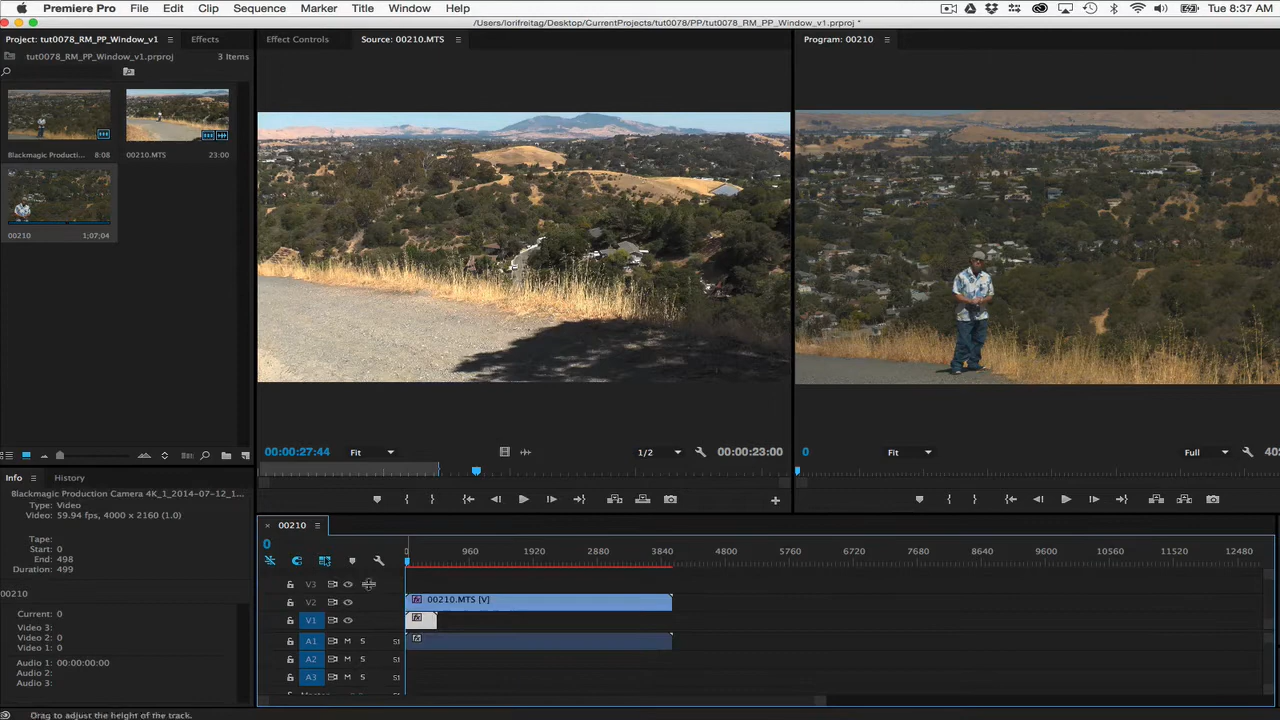 Premiere Pro File Edit Clip Sequence Marker Title Window Help Tue 8:37 AM
/Users/lorifreitag/Desktop/CurrentProjects/tut0078/PP/tut0078_RM_PP_Window_v1.prproj *
Project: tut0078_RM_PP_Window_v1 Effects Effect Controls Source: 00210.MTS Program: 00210
tut0078_RM_PP_Window_v1.prproj 3 Items
Blackmagic Producti... 8:08 00210.MTS 23:00
00210 1;07;04
00:00:27:44 Fit 1/2 00:00:23:00 0 Fit Full
Info History
Blackmagic Production Camera 4K_1_2014-07-12_1...
Type: Video
Video: 59.94 fps, 4000 x 2160 (1.0)
Tape:
Start: 0
End: 498
Duration: 499
00210
Current: 0
Video 3:
Video 2: 0
Video 1: 0
Audio 1: 00:00:00:00
Audio 2:
Audio 3:
× 00210
0
0 960 1920 2880 3840 4800 5760 6720 7680 8640 9600 10560 11520 12480
V3
V2 00210.MTS [V]
V1
A1 M S S1
A2 M S S1
A3 M S S1
Drag to adjust the height of the track.